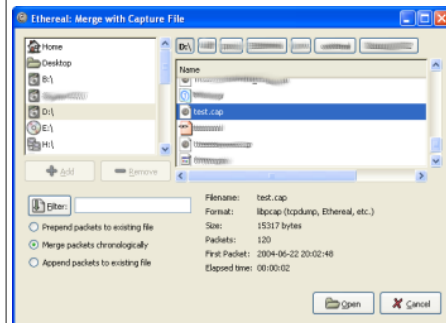 Ethereal: Merge with Capture File
Home
Desktop
B:\
D:\
E:\
H:\
Add
Remove
D:\
Name
test.cap
Filter:
Prepend packets to existing file
Merge packets chronologically
Append packets to existing file
Filename: test.cap
Format: libpcap (tcpdump, Ethereal, etc.)
Size: 15317 bytes
Packets: 120
First Packet: 2004-06-22 20:02:48
Elapsed time: 00:00:02
Open
Cancel